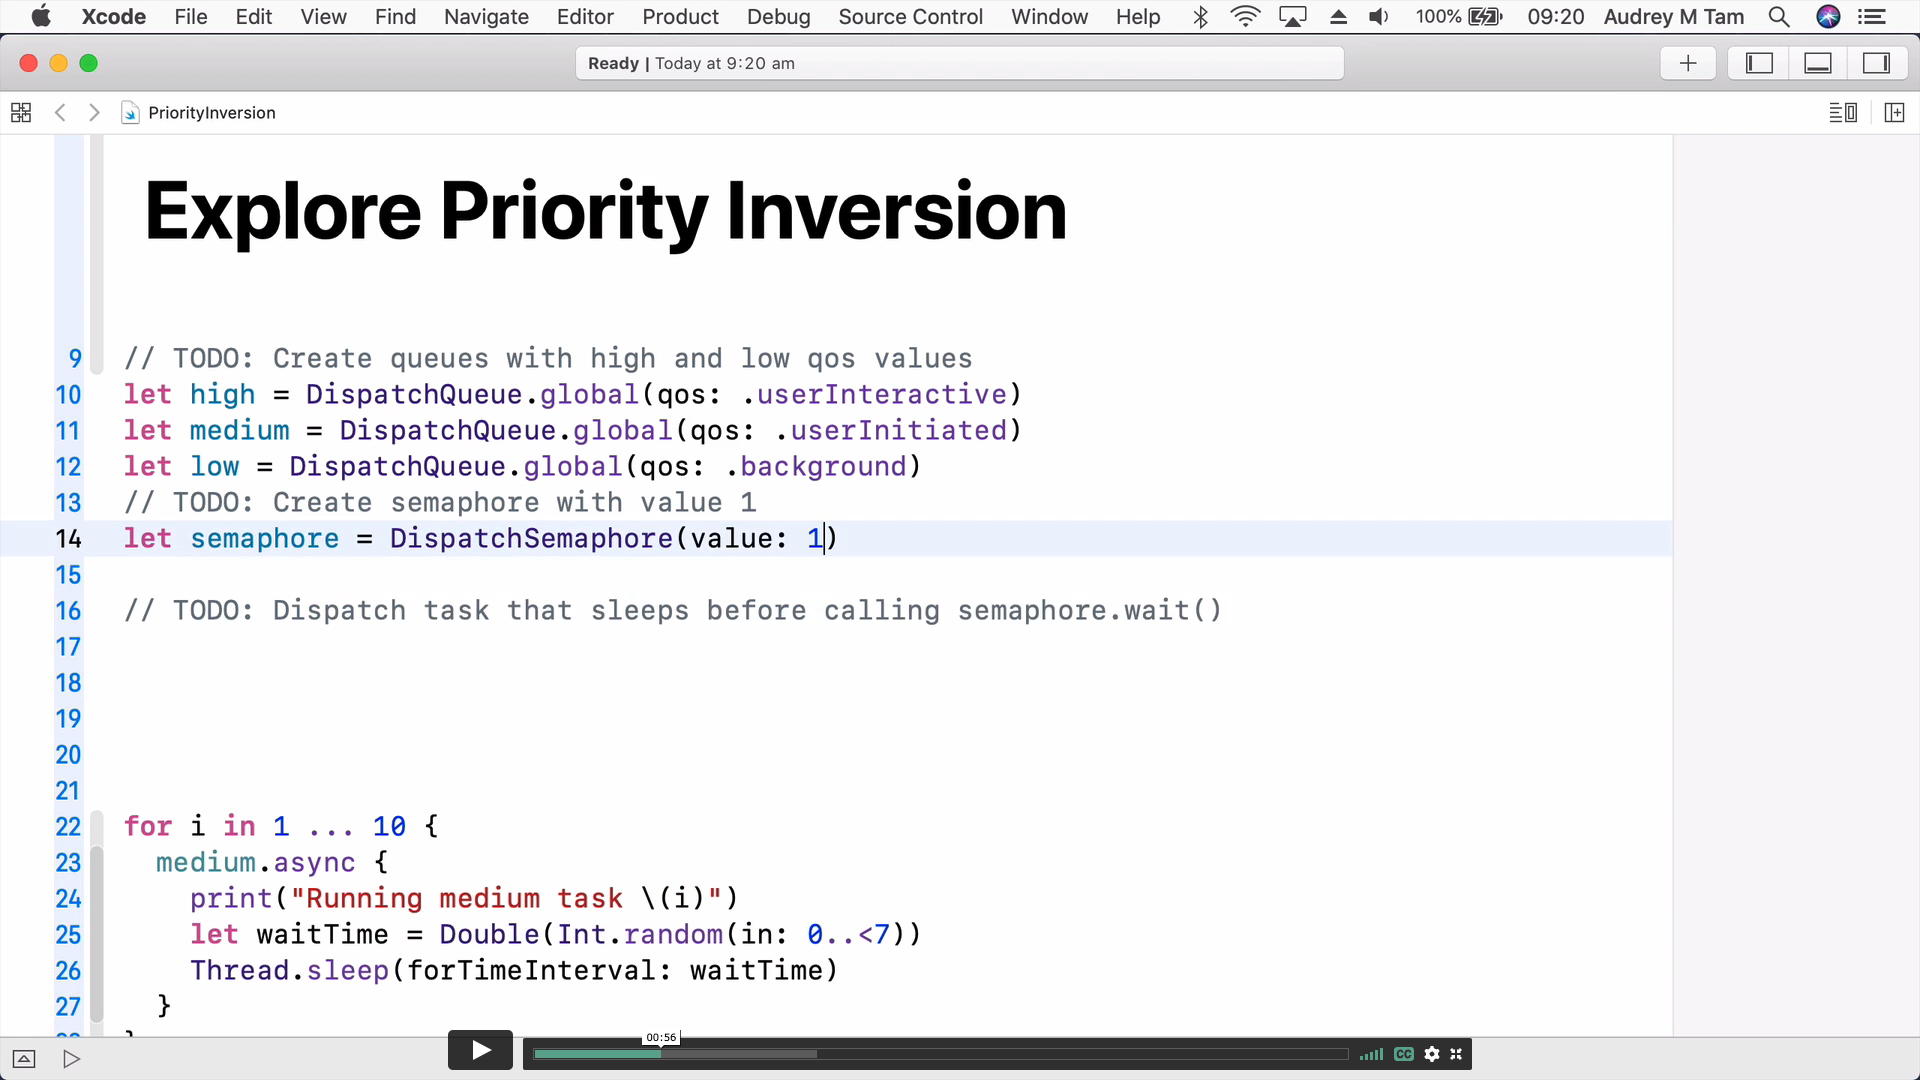 Xcode File Edit View Find Navigate Editor Product Debug Source Control Window Help 100% 09:20 Audrey M Tam
Ready | Today at 9:20 am
PriorityInversion
Explore Priority Inversion
9 // TODO: Create queues with high and low qos values
10 let high = DispatchQueue.global(qos: .userInteractive)
11 let medium = DispatchQueue.global(qos: .userInitiated)
12 let low = DispatchQueue.global(qos: .background)
13 // TODO: Create semaphore with value 1
14 let semaphore = DispatchSemaphore(value: 1)
15
16 // TODO: Dispatch task that sleeps before calling semaphore.wait()
17
18
19
20
21
22 for i in 1 ... 10 {
23 medium.async {
24 print("Running medium task \(i)")
25 let waitTime = Double(Int.random(in: 0..<7))
26 Thread.sleep(forTimeInterval: waitTime)
27 }
00:56
CC